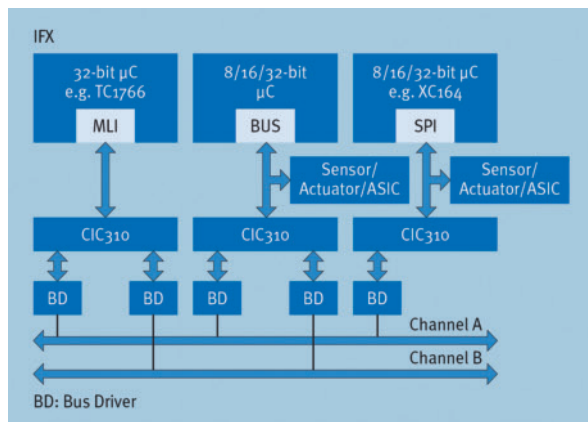 IFX
32-bit µC
e.g. TC1766
MLI
8/16/32-bit
µC
BUS
8/16/32-bit µC
e.g. XC164
SPI
Sensor/
Actuator/ASIC
Sensor/
Actuator/ASIC
CIC310
CIC310
CIC310
BD
BD
BD
BD
BD
Channel A
Channel B
BD: Bus Driver